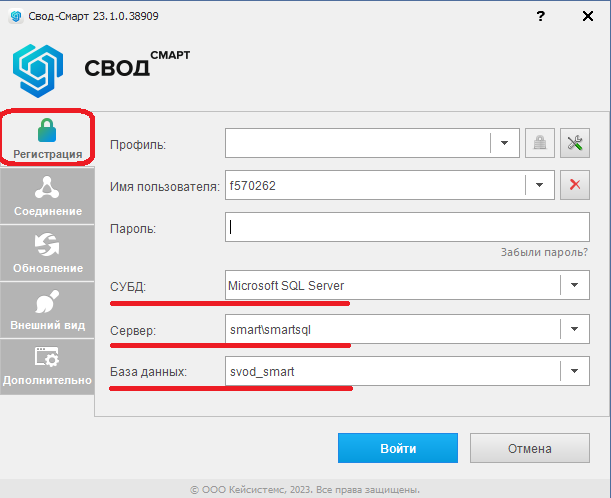 Свод-Смарт 23.1.0.38909
?
СВОД СМАРТ
Регистрация
Соединение
Обновление
Внешний вид
Дополнительно
Профиль:
Имя пользователя: f570262
Пароль:
Забыли пароль?
СУБД: Microsoft SQL Server
Сервер: smart\smartsql
База данных: svod_smart
Войти Отмена
© ООО Кейсистемс, 2023. Все права защищены.